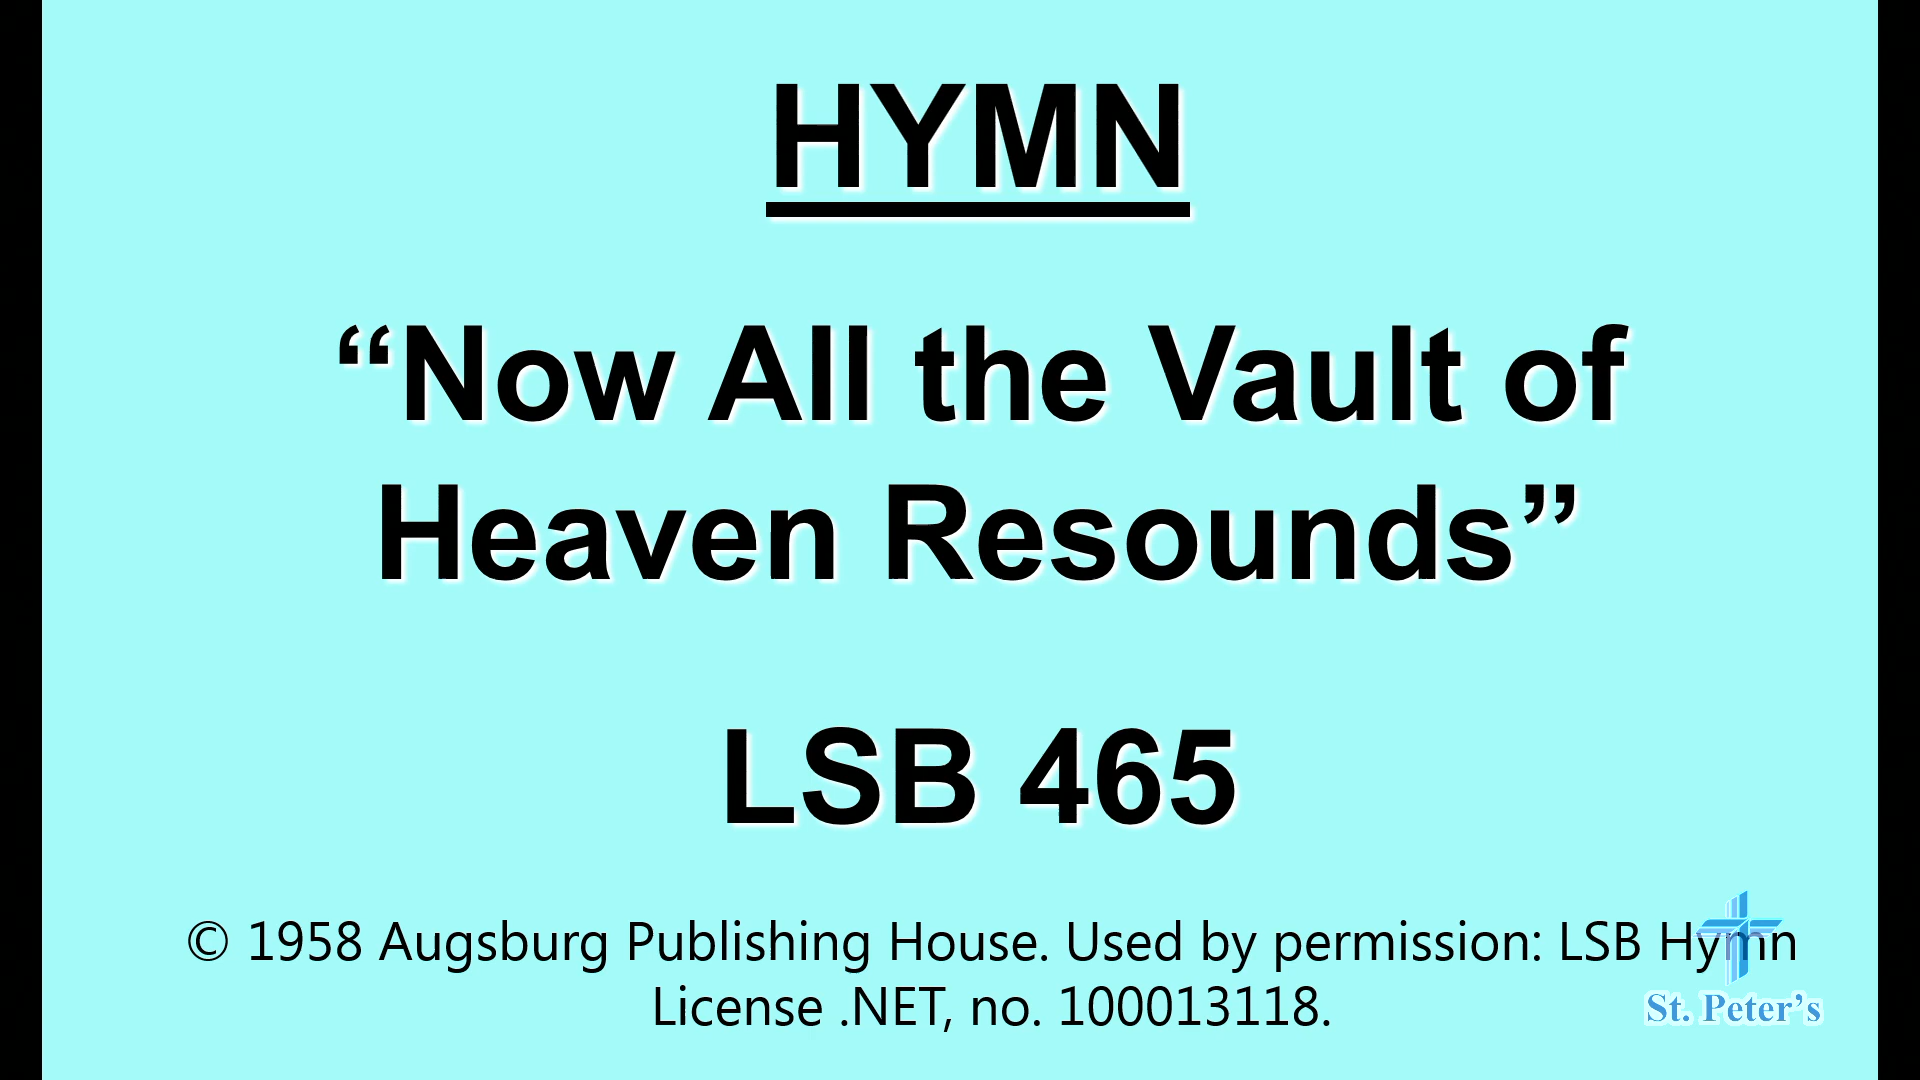 HYMN
“Now All the Vault of
Heaven Resounds”
LSB 465
© 1958 Augsburg Publishing House. Used by permission: LSB Hymn
License .NET, no. 100013118.
St. Peter’s